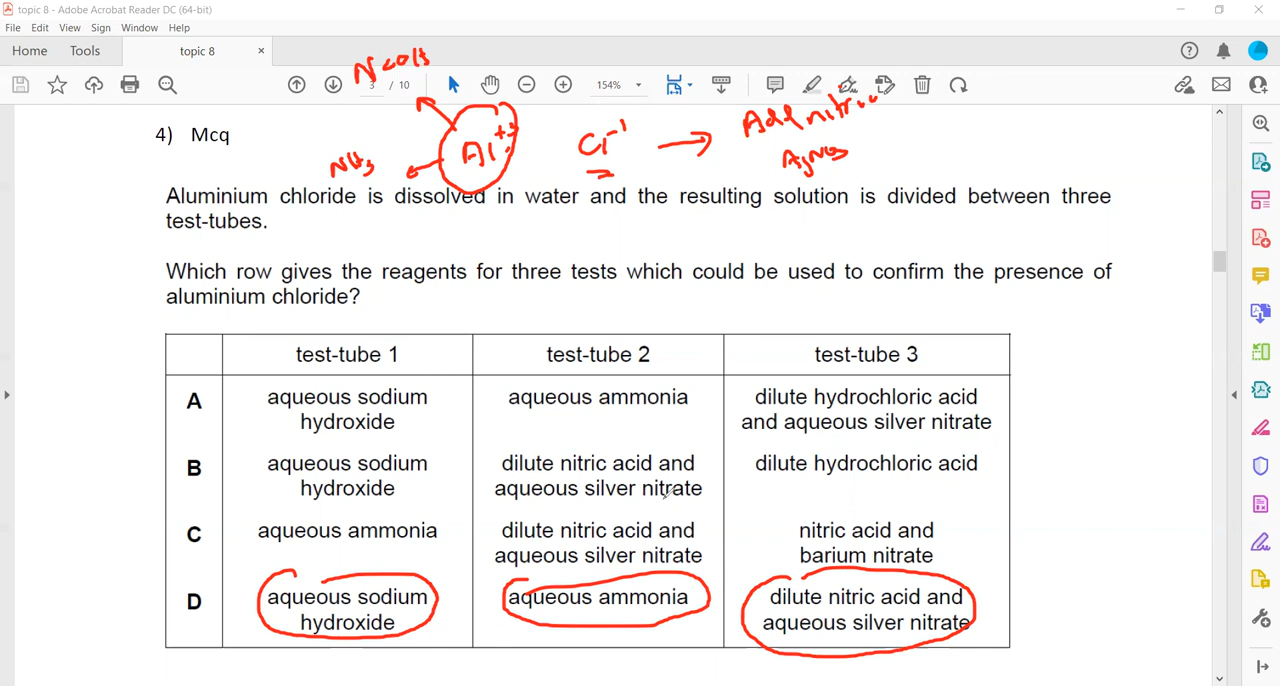 topic 8 - Adobe Acrobat Reader DC (64-bit)
File Edit View Sign Window Help
Home Tools topic 8 ×
3 / 10 154%
NaOH
Al +3 Cl -1 Add nitric
NH3 AgNO3
4) Mcq
Aluminium chloride is dissolved in water and the resulting solution is divided between three
test-tubes.
Which row gives the reagents for three tests which could be used to confirm the presence of
aluminium chloride?
test-tube 1 test-tube 2 test-tube 3
A aqueous sodium hydroxide aqueous ammonia dilute hydrochloric acid and aqueous silver nitrate
B aqueous sodium hydroxide dilute nitric acid and aqueous silver nitrate dilute hydrochloric acid
C aqueous ammonia dilute nitric acid and aqueous silver nitrate nitric acid and barium nitrate
D aqueous sodium hydroxide aqueous ammonia dilute nitric acid and aqueous silver nitrate